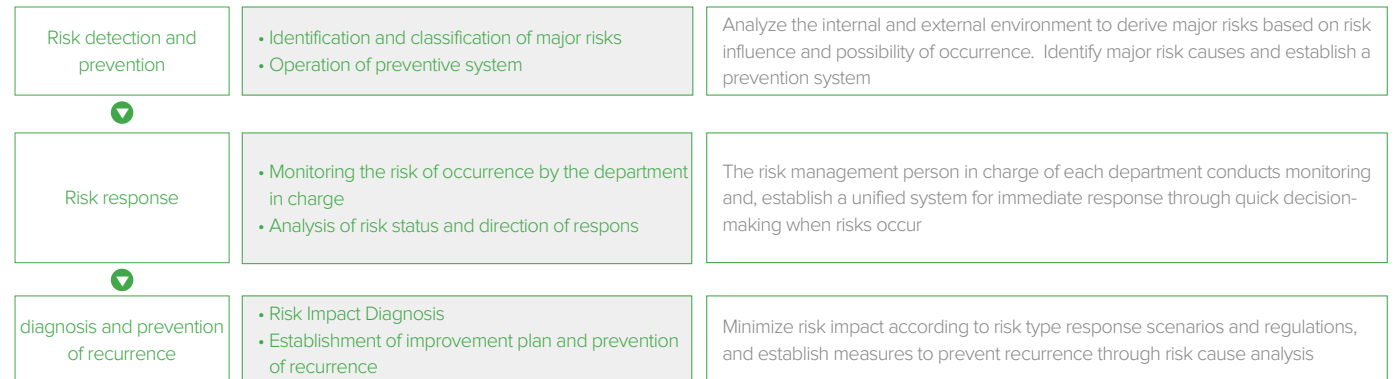 Risk detection and
prevention
• Identification and classification of major risks
• Operation of preventive system
Analyze the internal and external environment to derive major risks based on risk
influence and possibility of occurrence.  Identify major risk causes and establish a
prevention system
Risk response
• Monitoring the risk of occurrence by the department
in charge
• Analysis of risk status and direction of respons
The risk management person in charge of each department conducts monitoring
and, establish a unified system for immediate response through quick decision-
making when risks occur
diagnosis and prevention
of recurrence
• Risk Impact Diagnosis
• Establishment of improvement plan and prevention
of recurrence
Minimize risk impact according to risk type response scenarios and regulations,
and establish measures to prevent recurrence through risk cause analysis